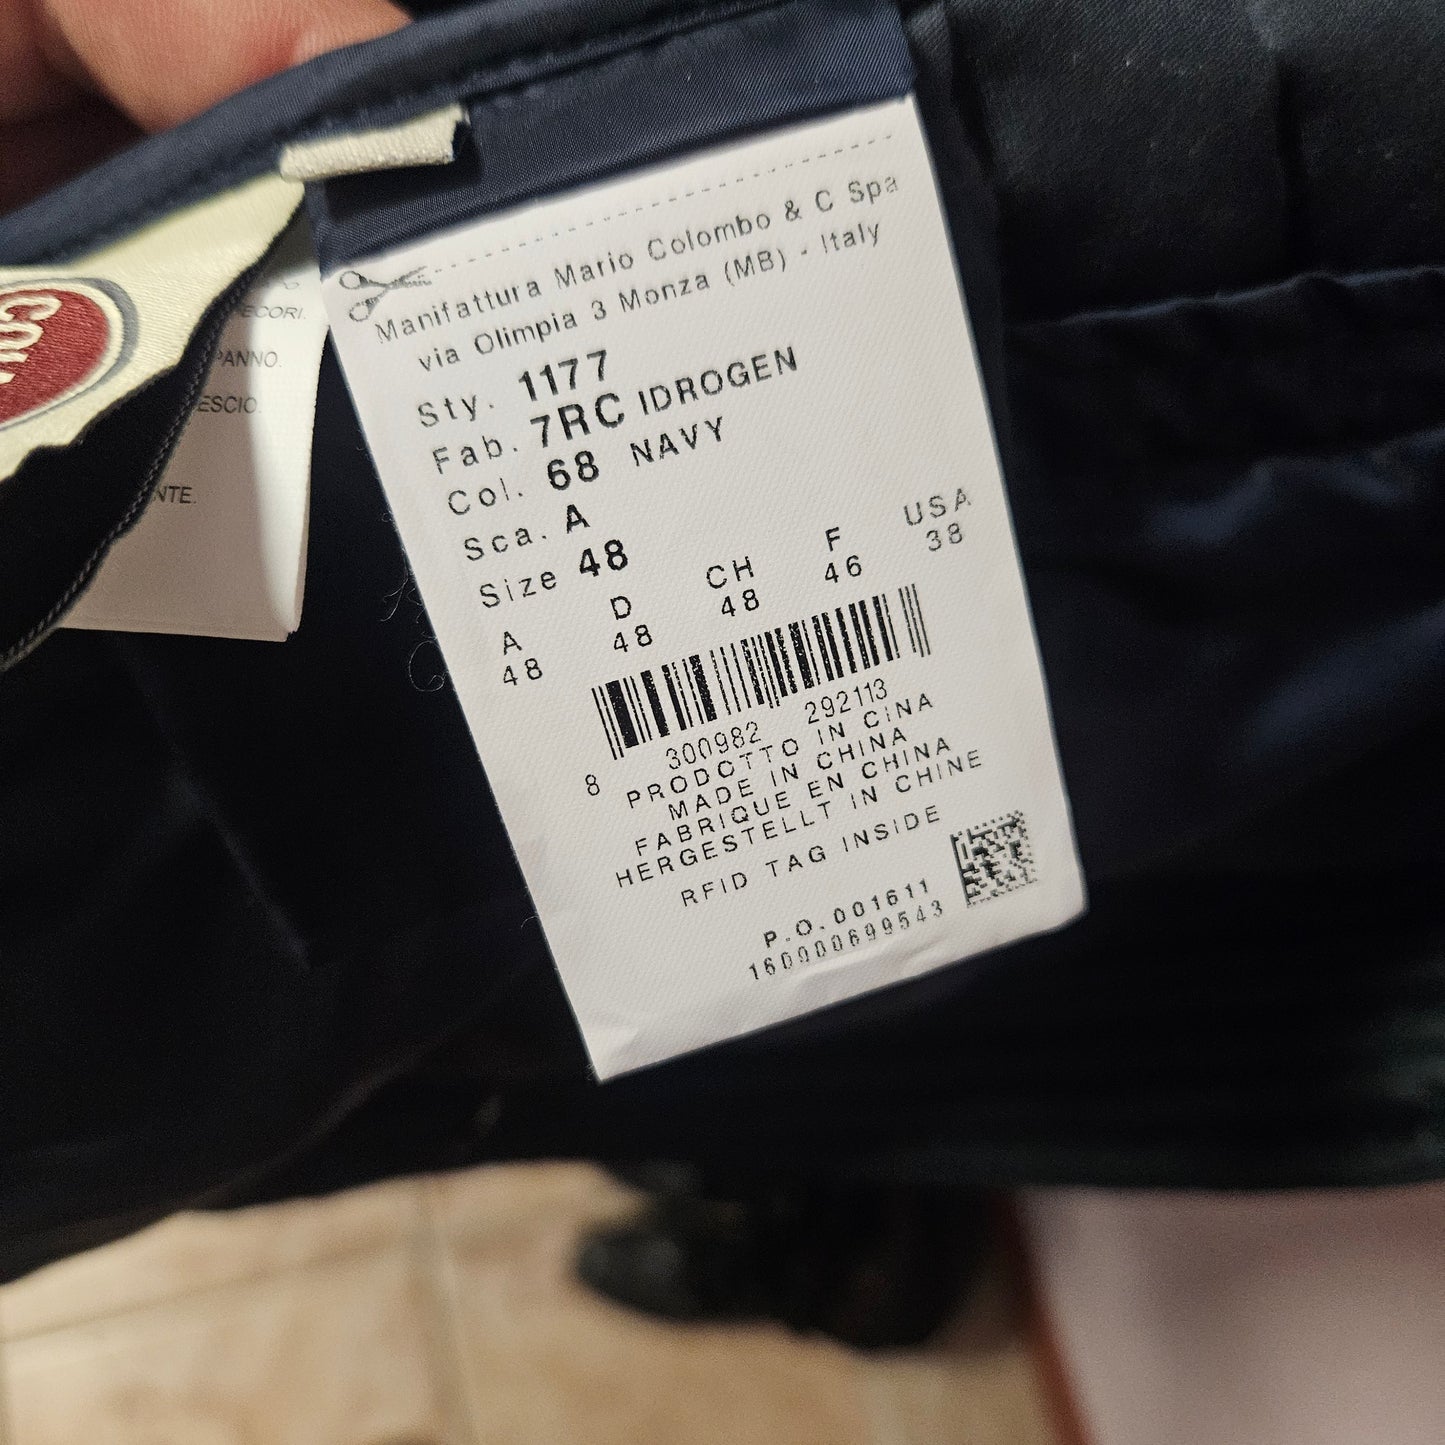 Manifattura Mario Colombo & C Spa
via Olimpia 3 Monza (MB) - Italy
Sty. 1177
Fab. 7RC IDROGEN
Col. 68 NAVY
Sca. A
Size 48
A D CH F USA
48 48 48 46 38
8 300982 292113
PRODOTTO IN CINA
MADE IN CHINA
FABRIQUE EN CHINA
HERGESTELLT IN CHINE
RFID TAG INSIDE
P.O. 001611
160000699543
PECORI.
PANNO.
ESCIO.
NTE.